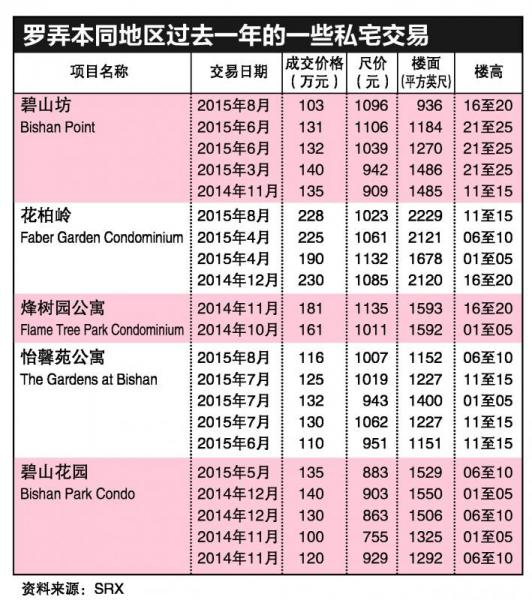 罗弄本同地区过去一年的一些私宅交易
项目名称 交易日期 成交价格（万元） 尺价（元） 楼面（平方英尺） 楼高
碧山坊 2015年8月 103 1096 936 16至20
Bishan Point 2015年6月 131 1106 1184 21至25
2015年6月 132 1039 1270 21至25
2015年3月 140 942 1486 21至25
2014年11月 135 909 1485 11至15
花柏岭 2015年8月 228 1023 2229 11至15
Faber Garden Condominium 2015年4月 225 1061 2121 06至10
2015年4月 190 1132 1678 01至05
2014年12月 230 1085 2120 16至20
烽树园公寓 2014年11月 181 1135 1593 16至20
Flame Tree Park Condominium 2014年10月 161 1011 1592 01至05
怡馨苑公寓 2015年8月 116 1007 1152 06至10
The Gardens at Bishan 2015年7月 125 1019 1227 11至15
2015年7月 132 943 1400 01至05
2015年7月 130 1062 1227 11至15
2015年6月 110 951 1151 11至15
碧山花园 2015年5月 135 883 1529 06至10
Bishan Park Condo 2014年12月 140 903 1550 01至05
2014年12月 130 863 1506 06至10
2014年11月 100 755 1325 01至05
2014年11月 120 929 1292 06至10
资料来源：SRX